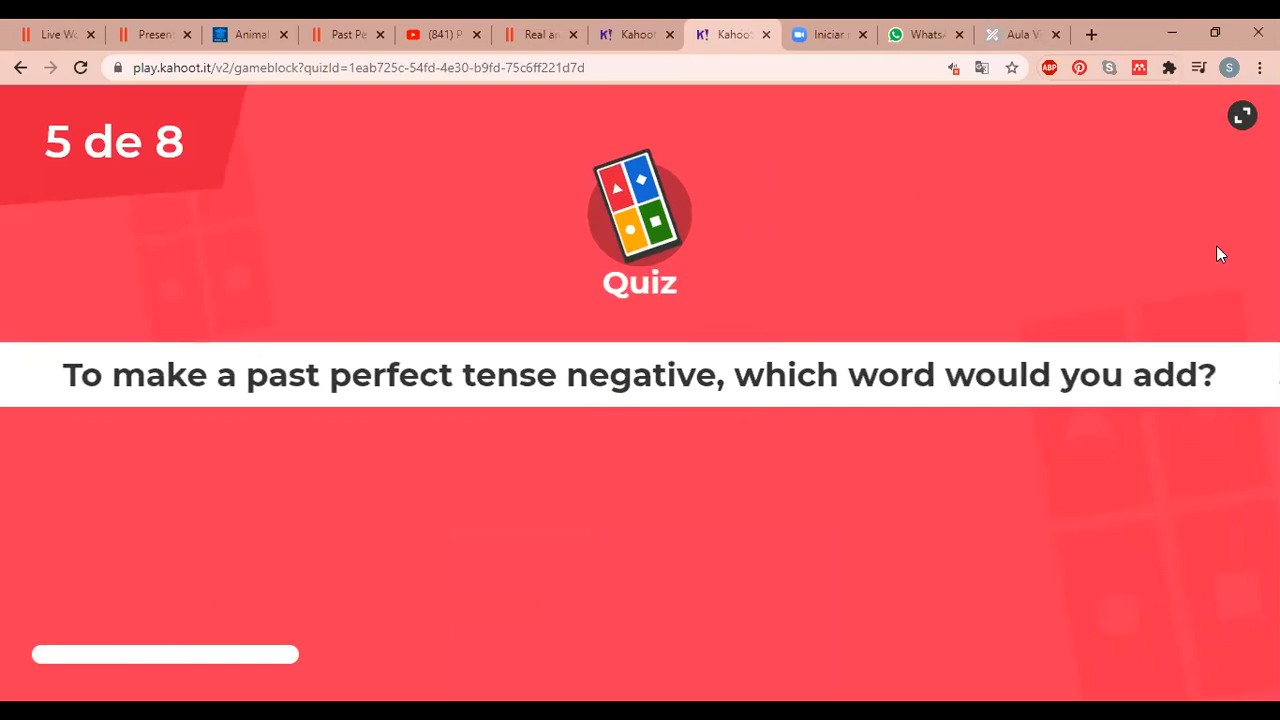 Live Wo
Presen
Animal
Past Pe
(841) P
Real an
Kahoot
Kahoot
Iniciar
Whats
Aula V
play.kahoot.it/v2/gameblock?quizId=1eab725c-54fd-4e30-b9fd-75c6ff221d7d
ABP
S
5 de 8
Quiz
To make a past perfect tense negative, which word would you add?